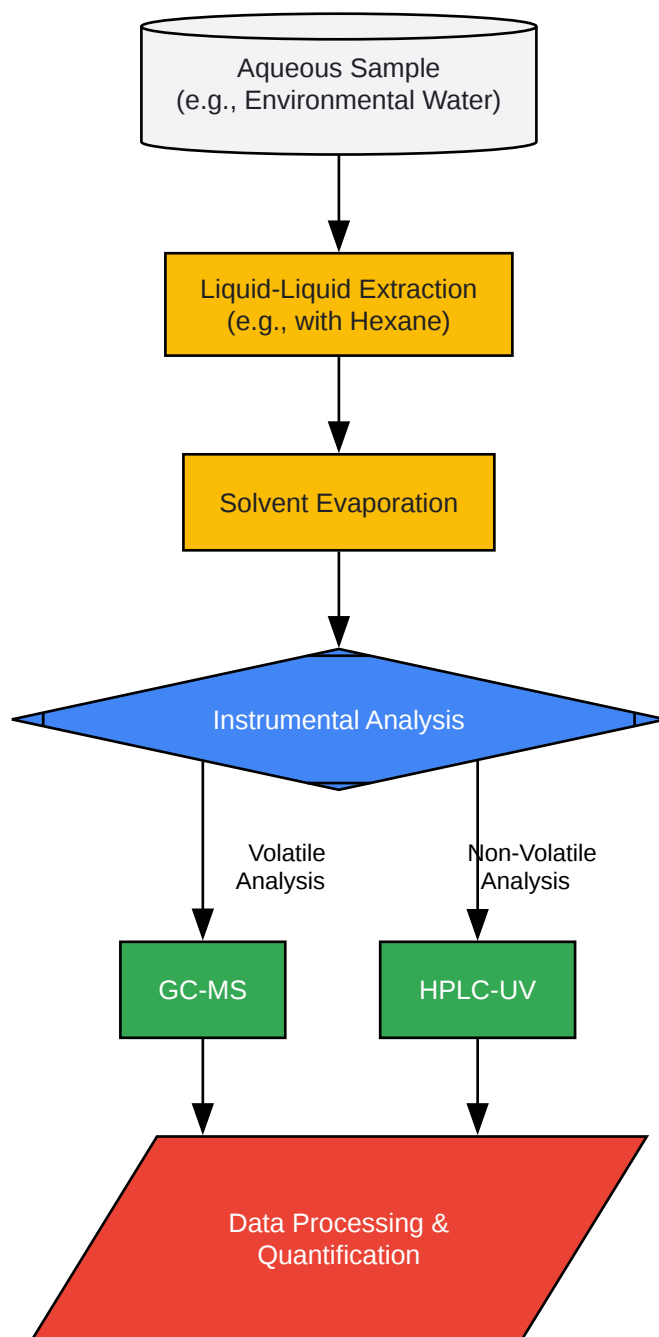 Aqueous Sample
(e.g., Environmental Water)
Liquid-Liquid Extraction
(e.g., with Hexane)
Solvent Evaporation
Instrumental Analysis
Volatile
Analysis
Non-Volatile
Analysis
GC-MS
HPLC-UV
Data Processing &
Quantification